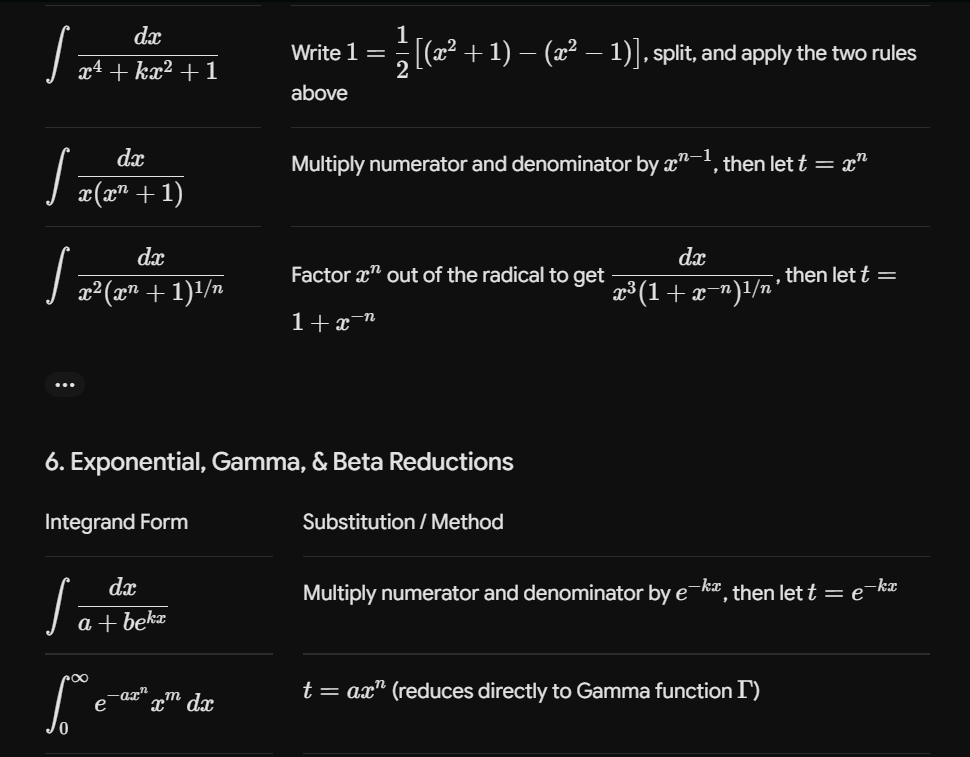 ∫ dx / (x⁴ + kx² + 1)
Write 1 = 1/2 [(x² + 1) − (x² − 1)], split, and apply the two rules
above
∫ dx / (x(xⁿ + 1))
Multiply numerator and denominator by xⁿ⁻¹, then let t = xⁿ
∫ dx / (x²(xⁿ + 1)^(1/n))
Factor xⁿ out of the radical to get dx / (x³(1 + x⁻ⁿ)^(1/n)), then let t =
1 + x⁻ⁿ
...
6. Exponential, Gamma, & Beta Reductions
Integrand Form
Substitution / Method
∫ dx / (a + be^(kx))
Multiply numerator and denominator by e^(−kx), then let t = e^(−kx)
∫₀^∞ e^(−axⁿ) x^m dx
t = axⁿ (reduces directly to Gamma function Γ)